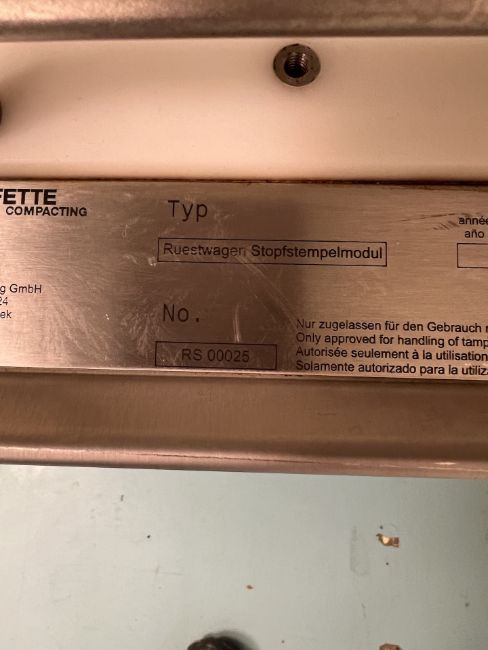 FETTE
COMPACTING
Typ
Ruestwagen Stopfstempelmodul
année
año
g GmbH
24
ek
No.
RS 00025
Nur zugelassen für den Gebrauch
Only approved for handling of tamp
Autorisée seulement à la utilisation
Solamente autorizado para la utiliz